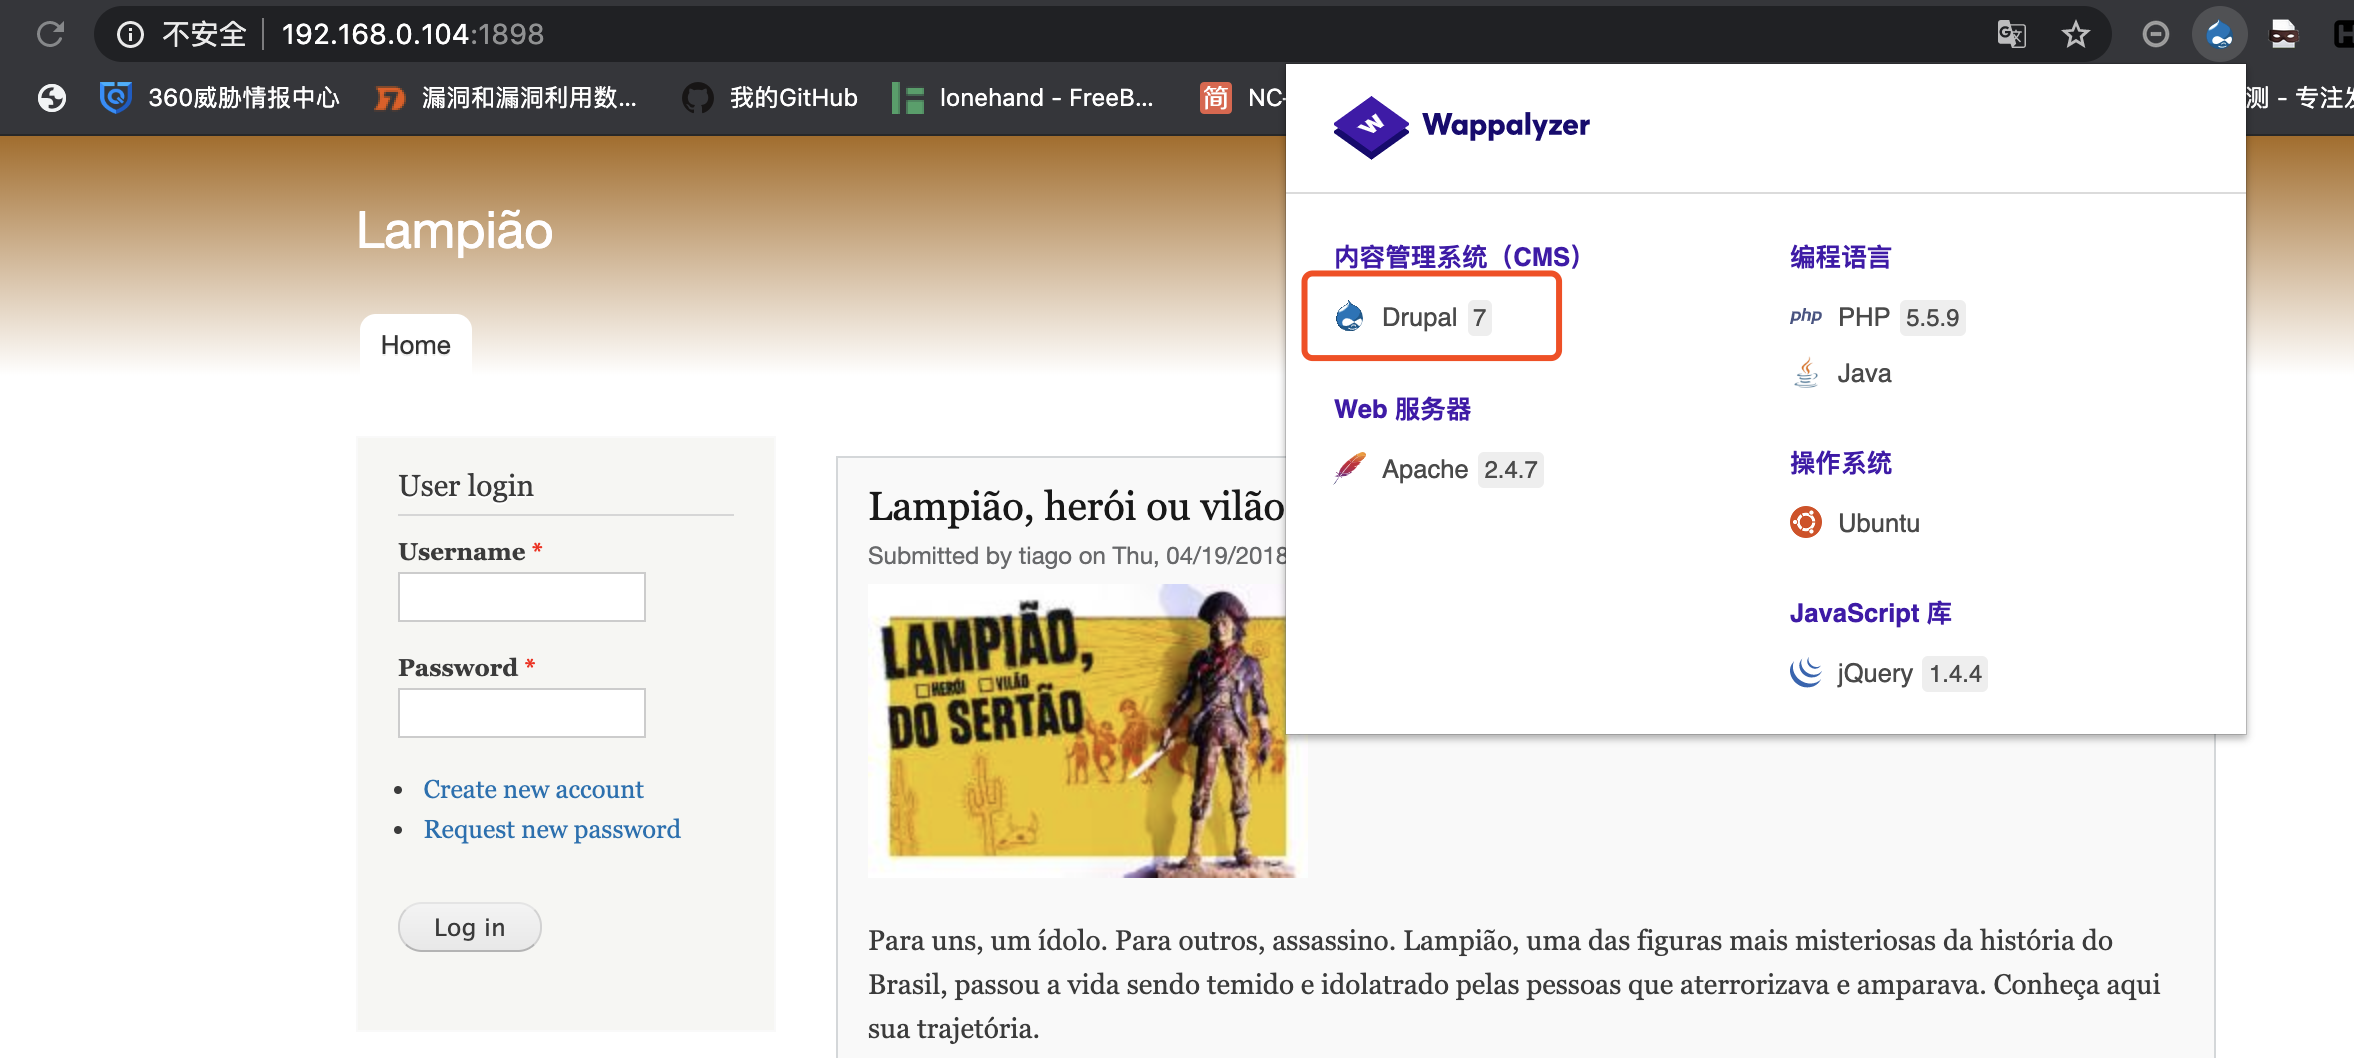 不安全 192.168.0.104:1898
360威胁情报中心 漏洞和漏洞利用数... 我的GitHub lonehand - FreeB... 简 NC- 测 - 专注发
Wappalyzer
Lampião
Home
内容管理系统（CMS）
Drupal 7
Web 服务器
Apache 2.4.7
编程语言
php PHP 5.5.9
Java
操作系统
Ubuntu
JavaScript 库
jQuery 1.4.4
User login
Username *
Password *
Create new account
Request new password
Log in
Lampião, herói ou vilão
Submitted by tiago on Thu, 04/19/2018
LAMPIÃO,
HERÓI VILÃO
DO SERTÃO
Para uns, um ídolo. Para outros, assassino. Lampião, uma das figuras mais misteriosas da história do
Brasil, passou a vida sendo temido e idolatrado pelas pessoas que aterrorizava e amparava. Conheça aqui
sua trajetória.